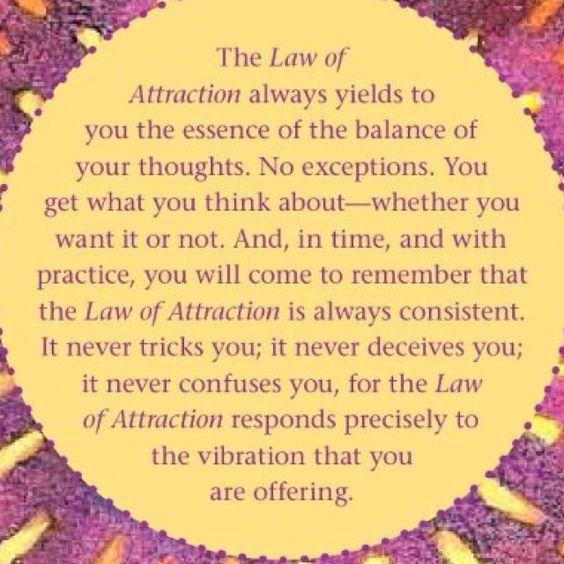 The Law of
Attraction always yields to
you the essence of the balance of
your thoughts. No exceptions. You
get what you think about—whether you
want it or not. And, in time, and with
practice, you will come to remember that
the Law of Attraction is always consistent.
It never tricks you; it never deceives you;
it never confuses you, for the Law
of Attraction responds precisely to
the vibration that you
are offering.